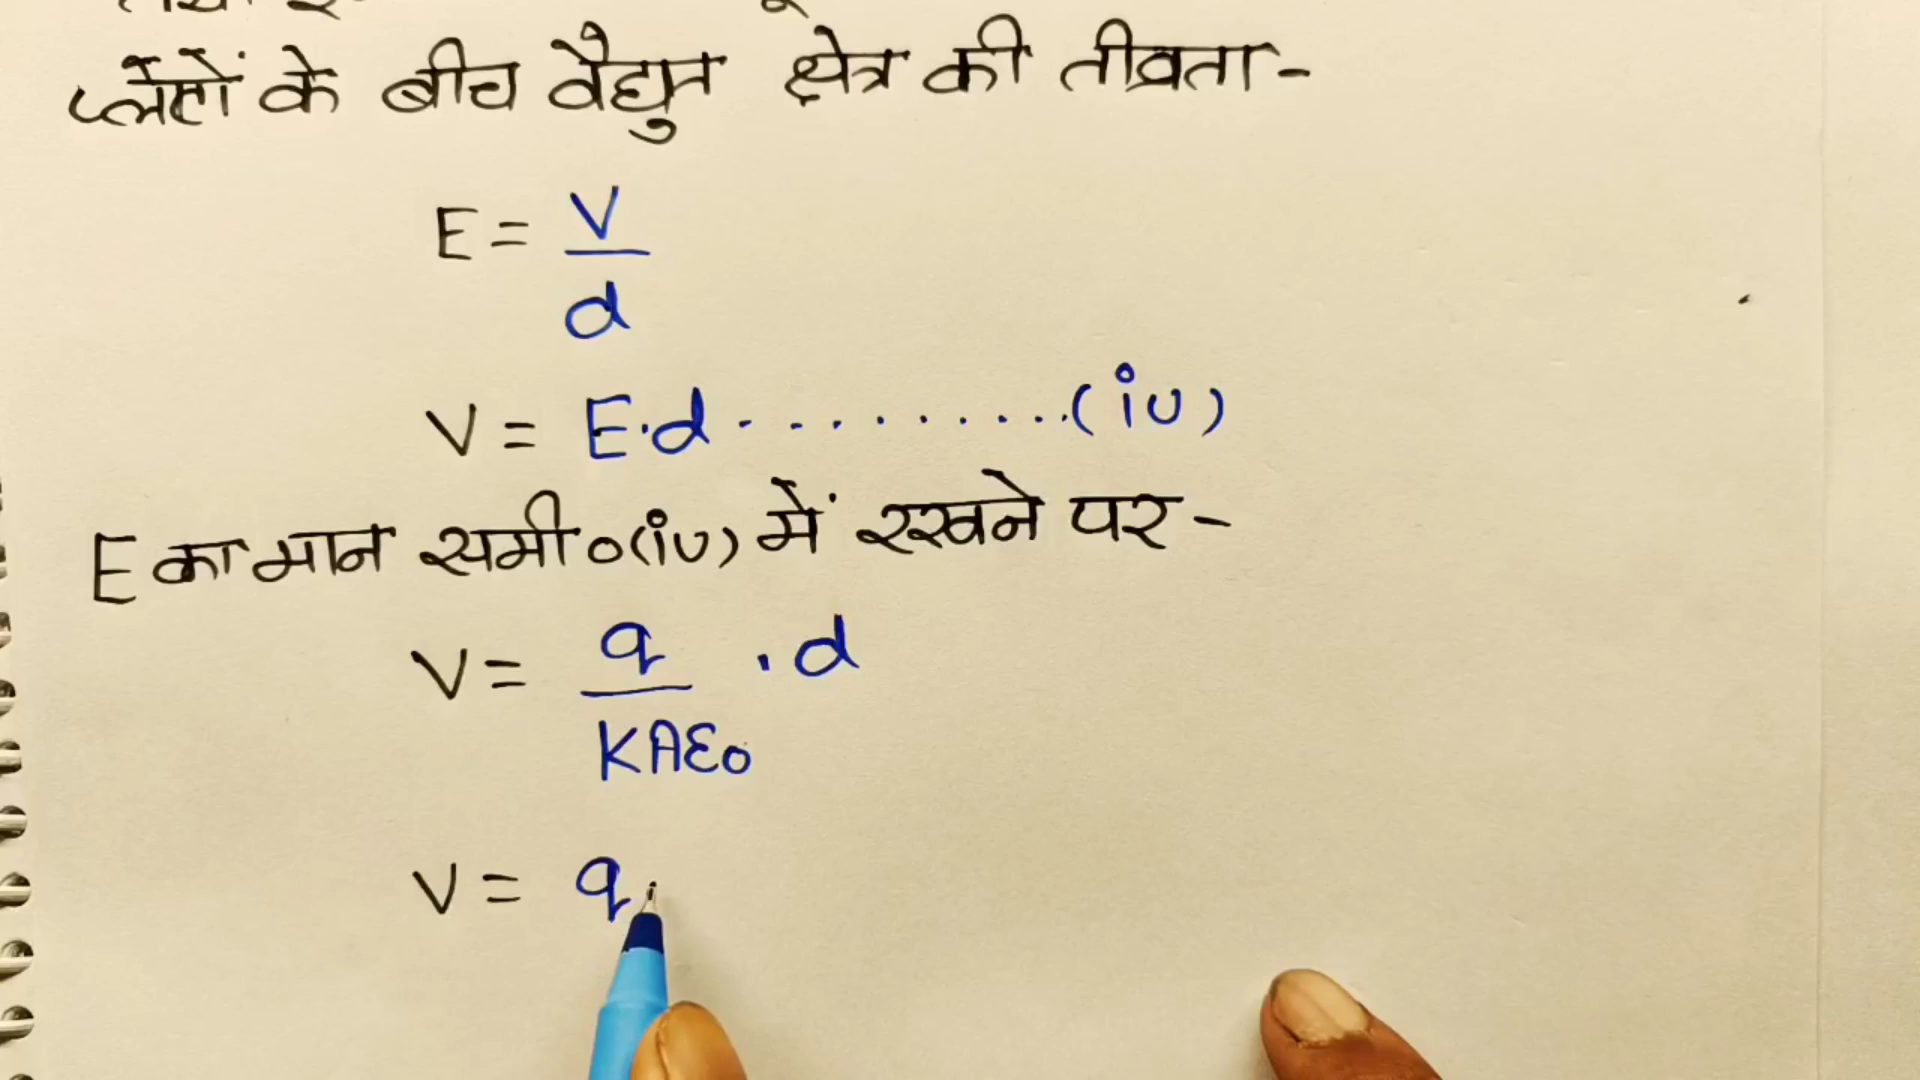 प्लेटों के बीच वैद्युत क्षेत्र की तीव्रता-
E = V/d
V = E.d ..........(iv)
E का मान समी०(iv) में रखने पर-
V = q/KAε₀ . d
V = q